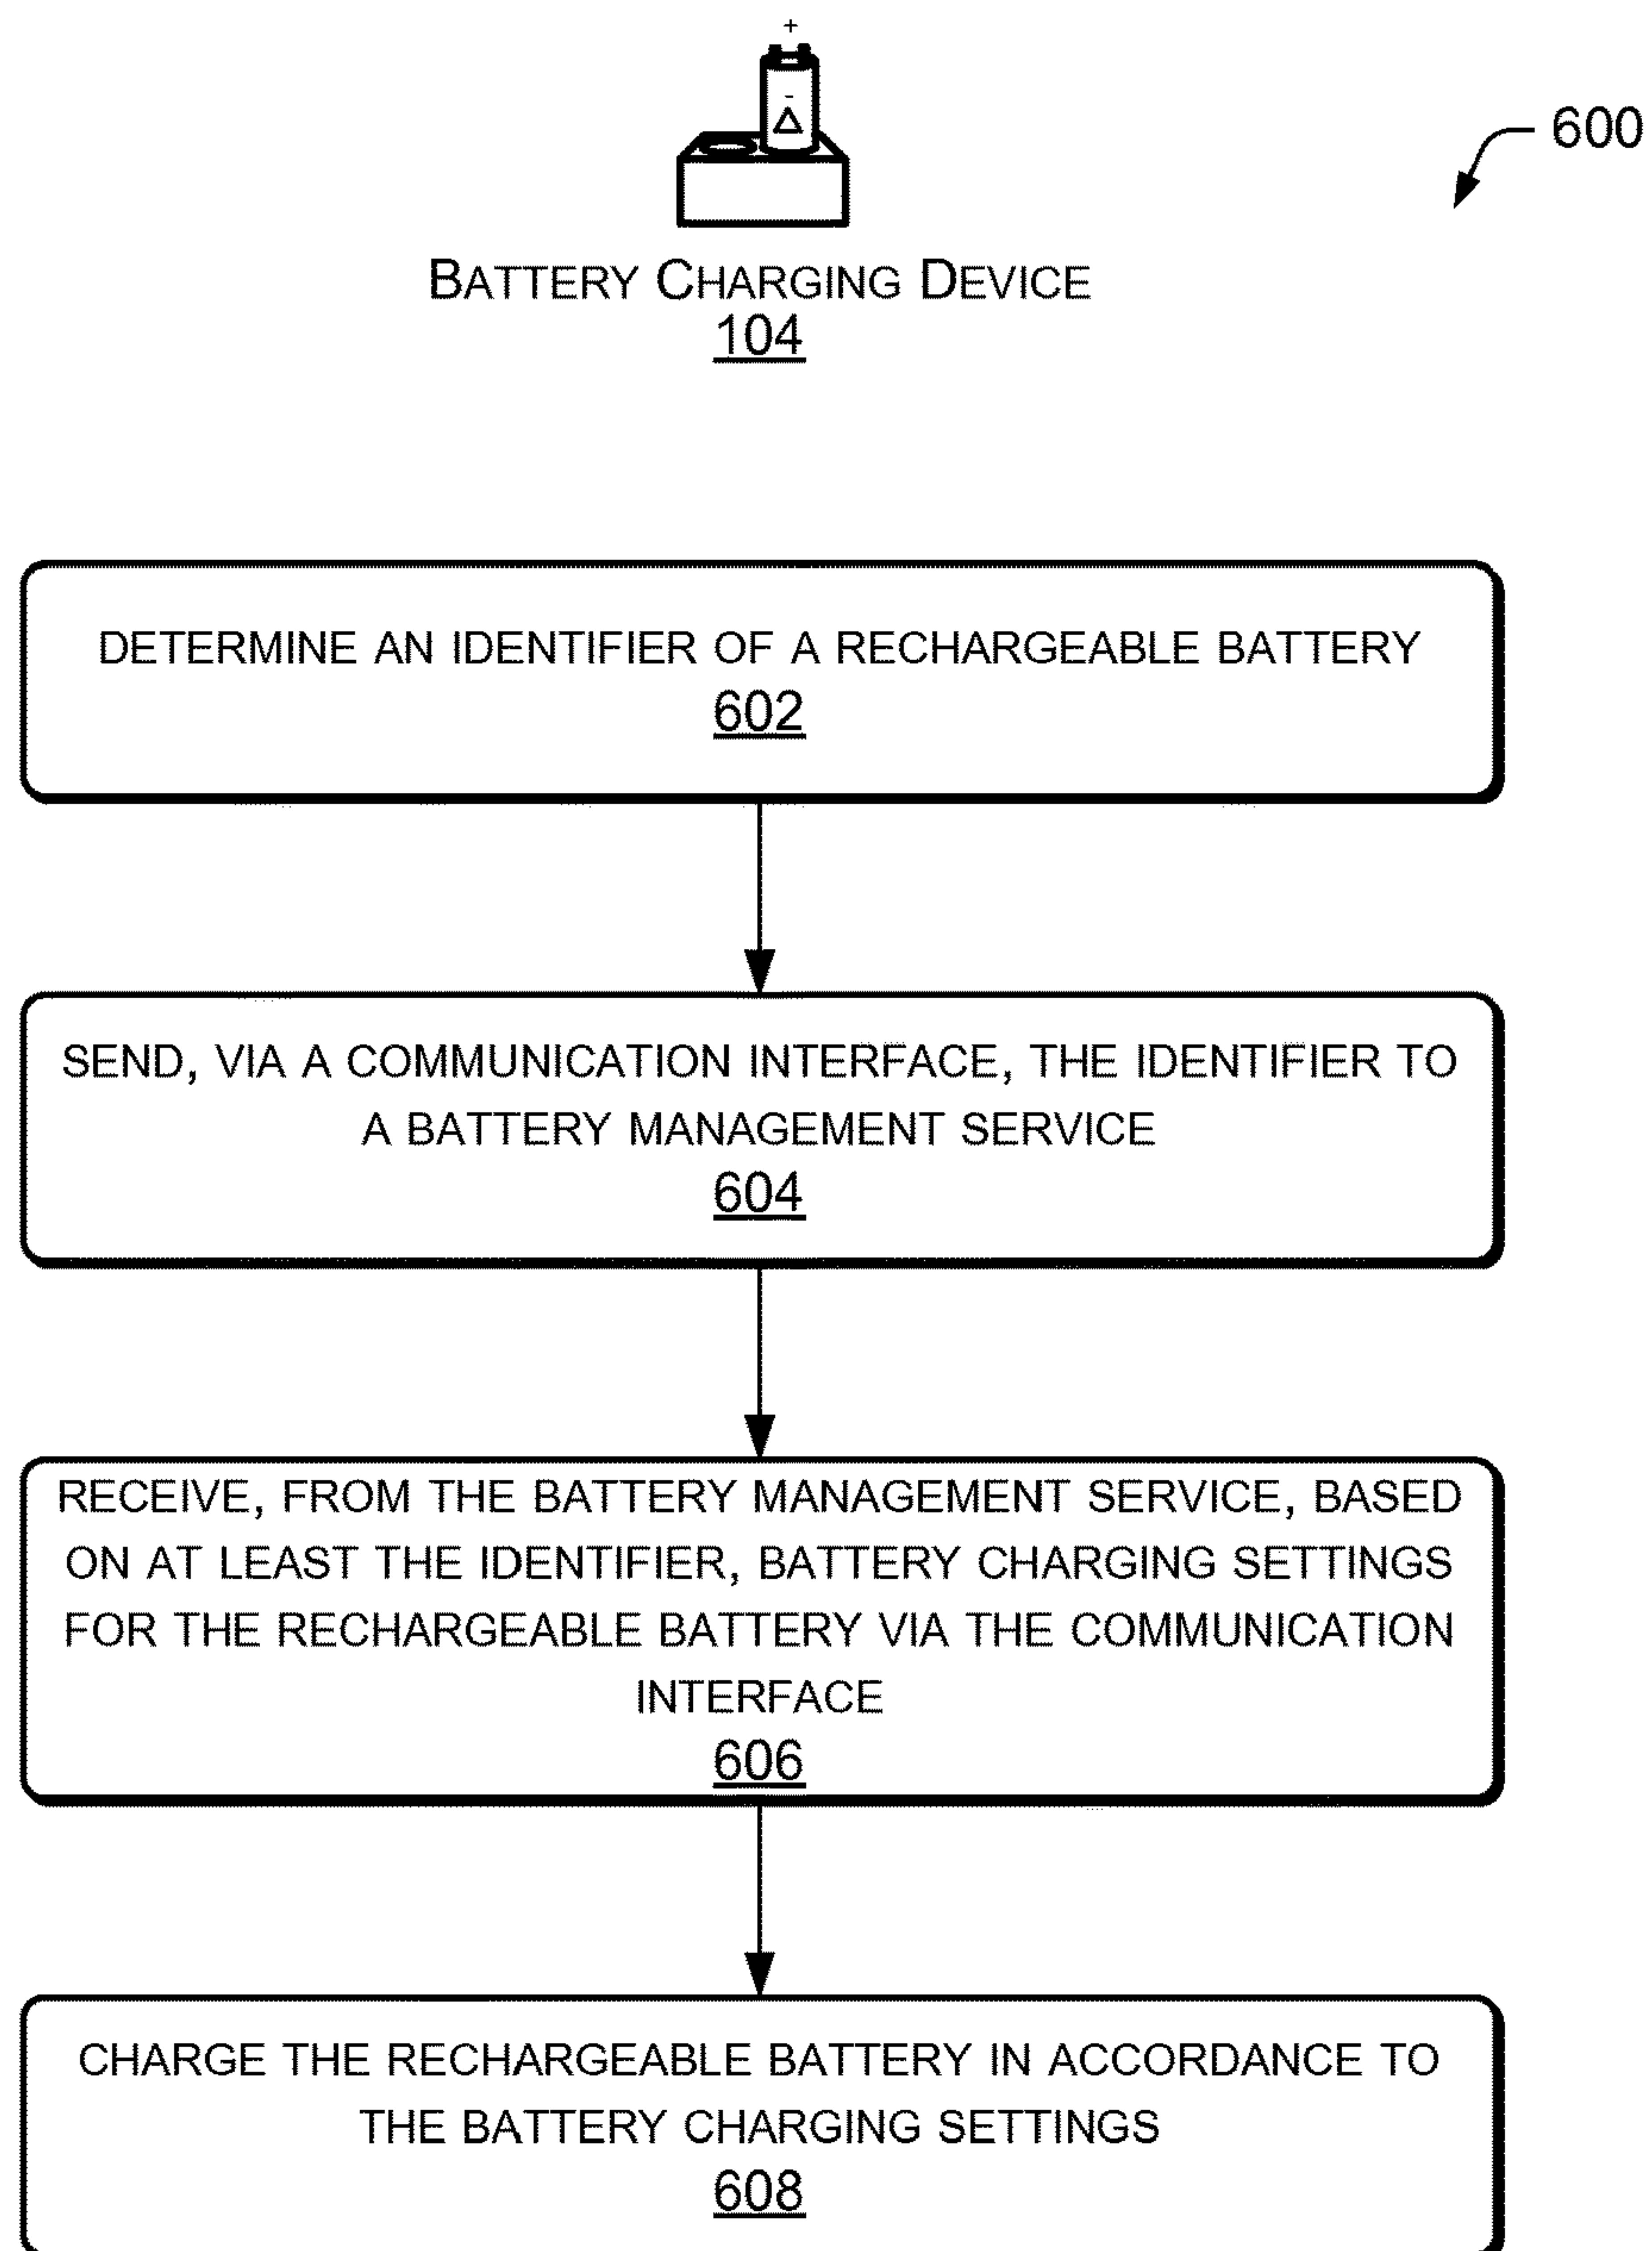 +
-
600
BATTERY CHARGING DEVICE
104
DETERMINE AN IDENTIFIER OF A RECHARGEABLE BATTERY
602
SEND, VIA A COMMUNICATION INTERFACE, THE IDENTIFIER TO
A BATTERY MANAGEMENT SERVICE
604
RECEIVE, FROM THE BATTERY MANAGEMENT SERVICE, BASED
ON AT LEAST THE IDENTIFIER, BATTERY CHARGING SETTINGS
FOR THE RECHARGEABLE BATTERY VIA THE COMMUNICATION
INTERFACE
606
CHARGE THE RECHARGEABLE BATTERY IN ACCORDANCE TO
THE BATTERY CHARGING SETTINGS
608